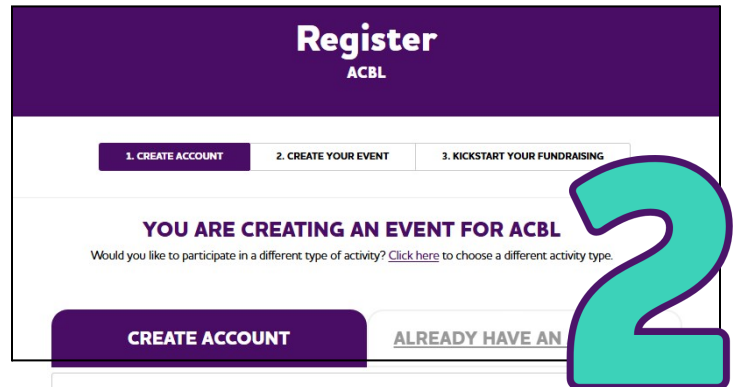 Register
ACBL
1. CREATE ACCOUNT 2. CREATE YOUR EVENT 3. KICKSTART YOUR FUNDRAISING
YOU ARE CREATING AN EVENT FOR ACBL
Would you like to participate in a different type of activity? Click here to choose a different activity type.
CREATE ACCOUNT ALREADY HAVE AN
2